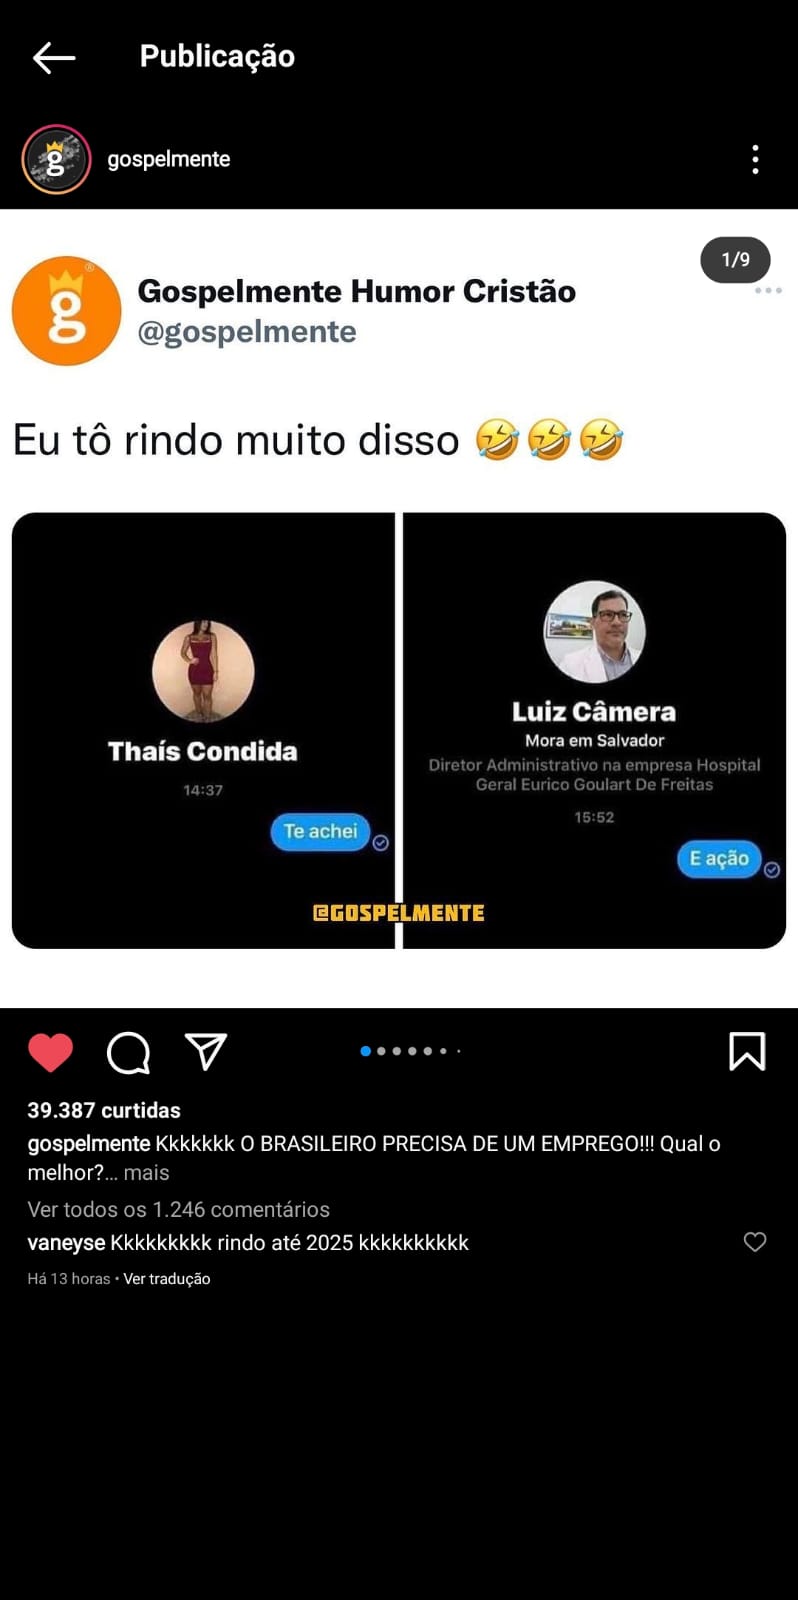 Publicação
g
gospelmente
1/9
g
®
Gospelmente Humor Cristão
@gospelmente
Eu tô rindo muito disso 🤣🤣🤣
Thaís Condida
14:37
Te achei
Luiz Câmera
Mora em Salvador
Diretor Administrativo na empresa Hospital
Geral Eurico Goulart De Freitas
15:52
E ação
@GOSPELMENTE
39.387 curtidas
gospelmente Kkkkkkk O BRASILEIRO PRECISA DE UM EMPREGO!!! Qual o
melhor?... mais
Ver todos os 1.246 comentários
vaneyse Kkkkkkkkk rindo até 2025 kkkkkkkkkk
Há 13 horas • Ver tradução